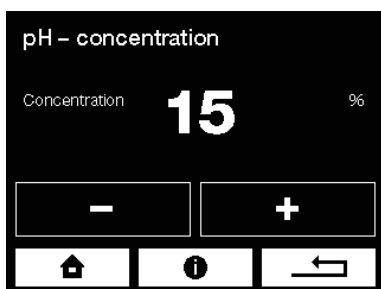 pH – concentration
Concentration 15 %
– +